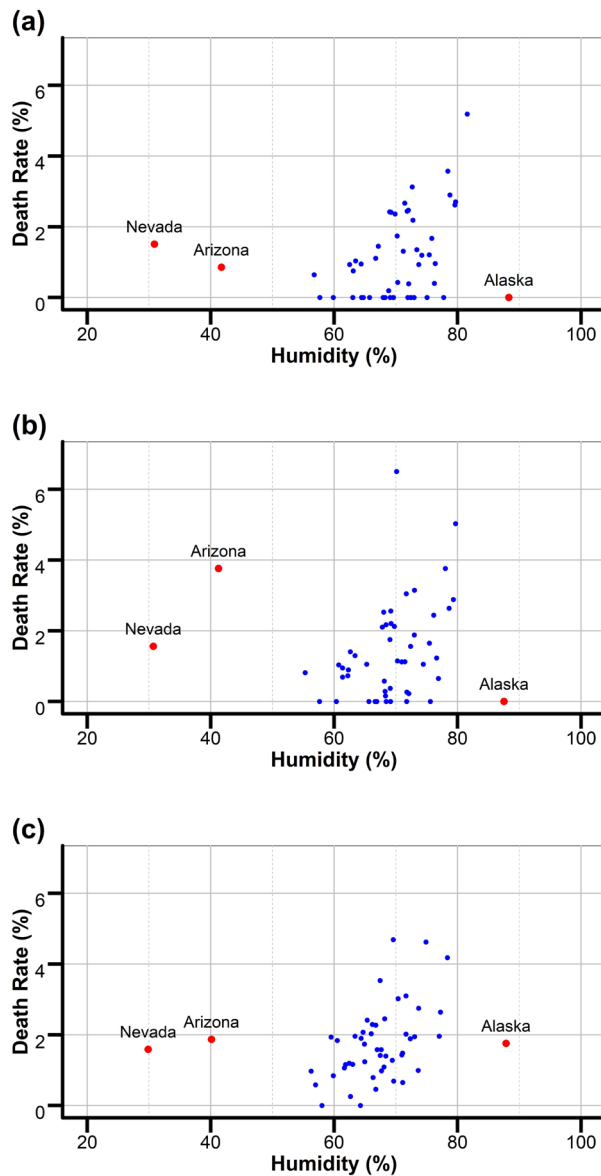 (a)
Death Rate (%)
6
4
2
0
Nevada
Arizona
Alaska
20 40 60 80 100
Humidity (%)
(b)
Death Rate (%)
6
4
2
0
Arizona
Nevada
Alaska
20 40 60 80 100
Humidity (%)
(c)
Death Rate (%)
6
4
2
0
Nevada
Arizona
Alaska
20 40 60 80 100
Humidity (%)